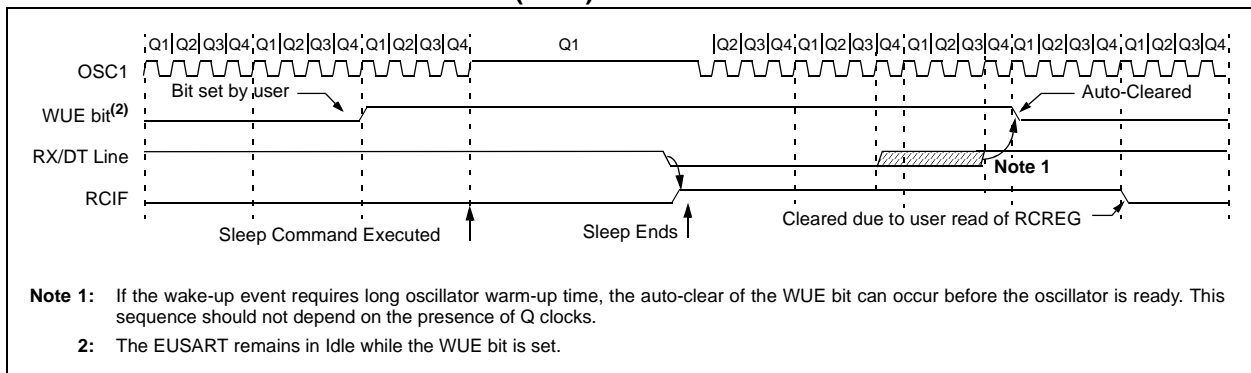 Q1 Q2 Q3 Q4 Q1 Q2 Q3 Q4 Q1 Q2 Q3 Q4 Q1 Q2 Q3 Q4 Q1 Q2 Q3 Q4 Q1 Q2 Q3 Q4 Q1 Q2 Q3 Q4 Q1 Q2 Q3 Q4
OSC1
Bit set by user
Auto-Cleared
WUE bit(2)
RX/DT Line
Note 1
RCIF
Cleared due to user read of RCREG
Sleep Command Executed
Sleep Ends
Note 1: If the wake-up event requires long oscillator warm-up time, the auto-clear of the WUE bit can occur before the oscillator is ready. This
sequence should not depend on the presence of Q clocks.
2: The EUSART remains in Idle while the WUE bit is set.